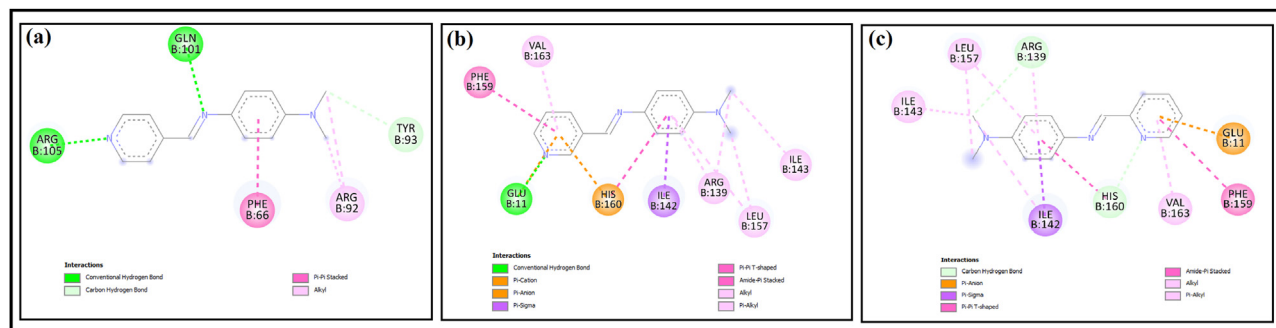 (a)
GLN
B:101
N
N
N
ARG
B:105
TYR
B:93
PHE
B:66
ARG
B:92
Interactions
Conventional Hydrogen Bond
Carbon Hydrogen Bond
Pi-Pi Stacked
Alkyl
(b)
VAL
B:163
PHE
B:159
N
N
N
ILE
B:143
GLU
B:11
HIS
B:160
ILE
B:142
ARG
B:139
LEU
B:157
Interactions
Conventional Hydrogen Bond
Pi-Cation
Pi-Anion
Pi-Sigma
Pi-Pi T-shaped
Amide-Pi Stacked
Alkyl
Pi-Alkyl
(c)
LEU
B:157
ARG
B:139
ILE
B:143
N
N
N
GLU
B:11
ILE
B:142
HIS
B:160
VAL
B:163
PHE
B:159
Interactions
Carbon Hydrogen Bond
Pi-Anion
Pi-Sigma
Pi-Pi T-shaped
Amide-Pi Stacked
Alkyl
Pi-Alkyl